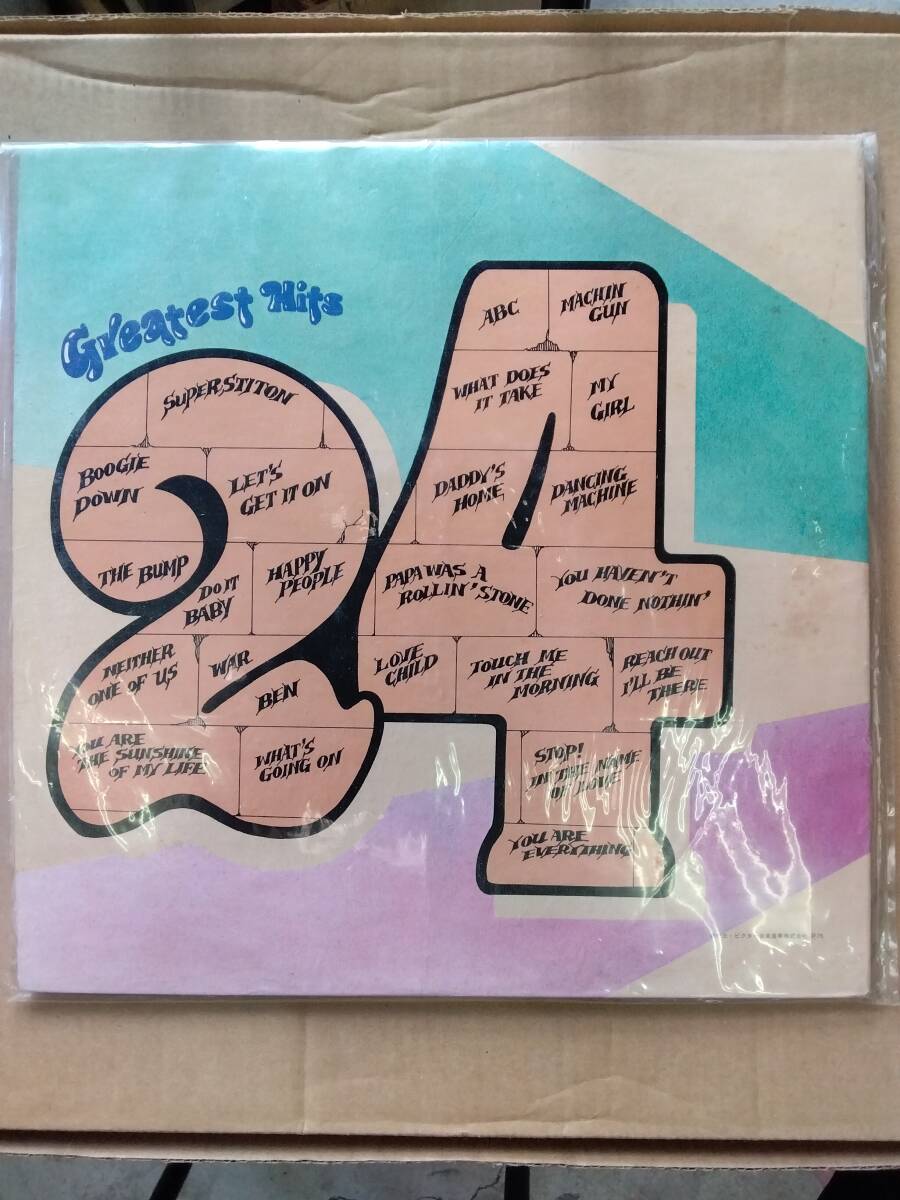 Greatest Hits
SUPERSTITON
BOOGIE
DOWN
LET'S
GET IT ON
THE BUMP
DO IT
BABY
HAPPY
PEOPLE
NEITHER
ONE OF US
WAR
BEN
YOU ARE
THE SUNSHINE
OF MY LIFE
WHAT'S
GOING ON
ABC
MACHIN
GUN
WHAT DOES
IT TAKE
MY
GIRL
DADDY'S
HOME
DANCING
MACHINE
PAPA WAS A
ROLLIN' STONE
YOU HAVEN'T
DONE NOTHIN'
LOVE
CHILD
TOUCH ME
IN THE
MORNING
REACH OUT
I'LL BE
THERE
STOP!
IN THE NAME
OF LOVE
YOU ARE
EVERYTHING